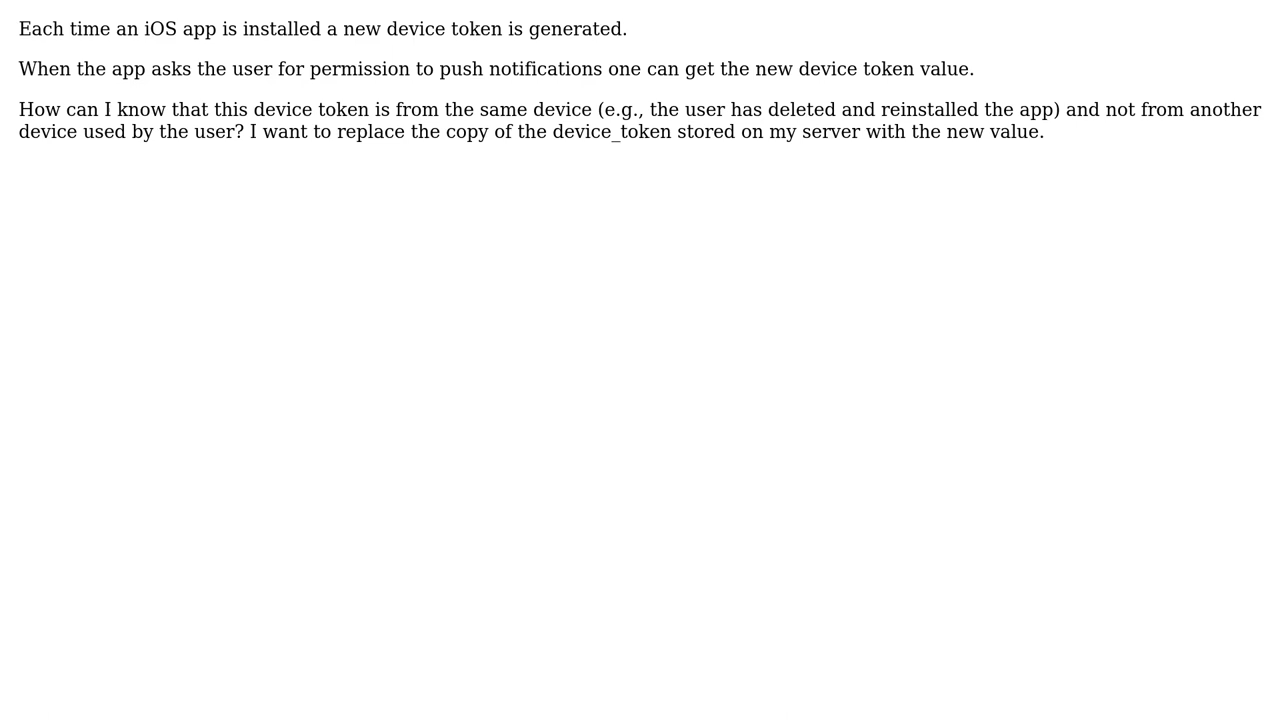 Each time an iOS app is installed a new device token is generated.
When the app asks the user for permission to push notifications one can get the new device token value.
How can I know that this device token is from the same device (e.g., the user has deleted and reinstalled the app) and not from another
device used by the user? I want to replace the copy of the device_token stored on my server with the new value.